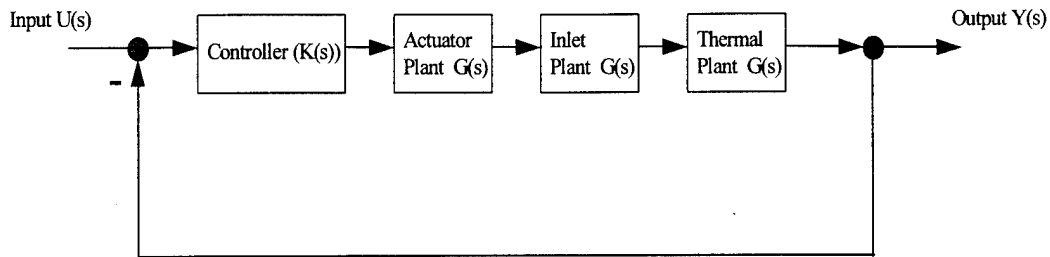 Input U(s)
Output Y(s)
Controller (K(s))
Actuator
Plant G(s)
Inlet
Plant G(s)
Thermal
Plant G(s)
-